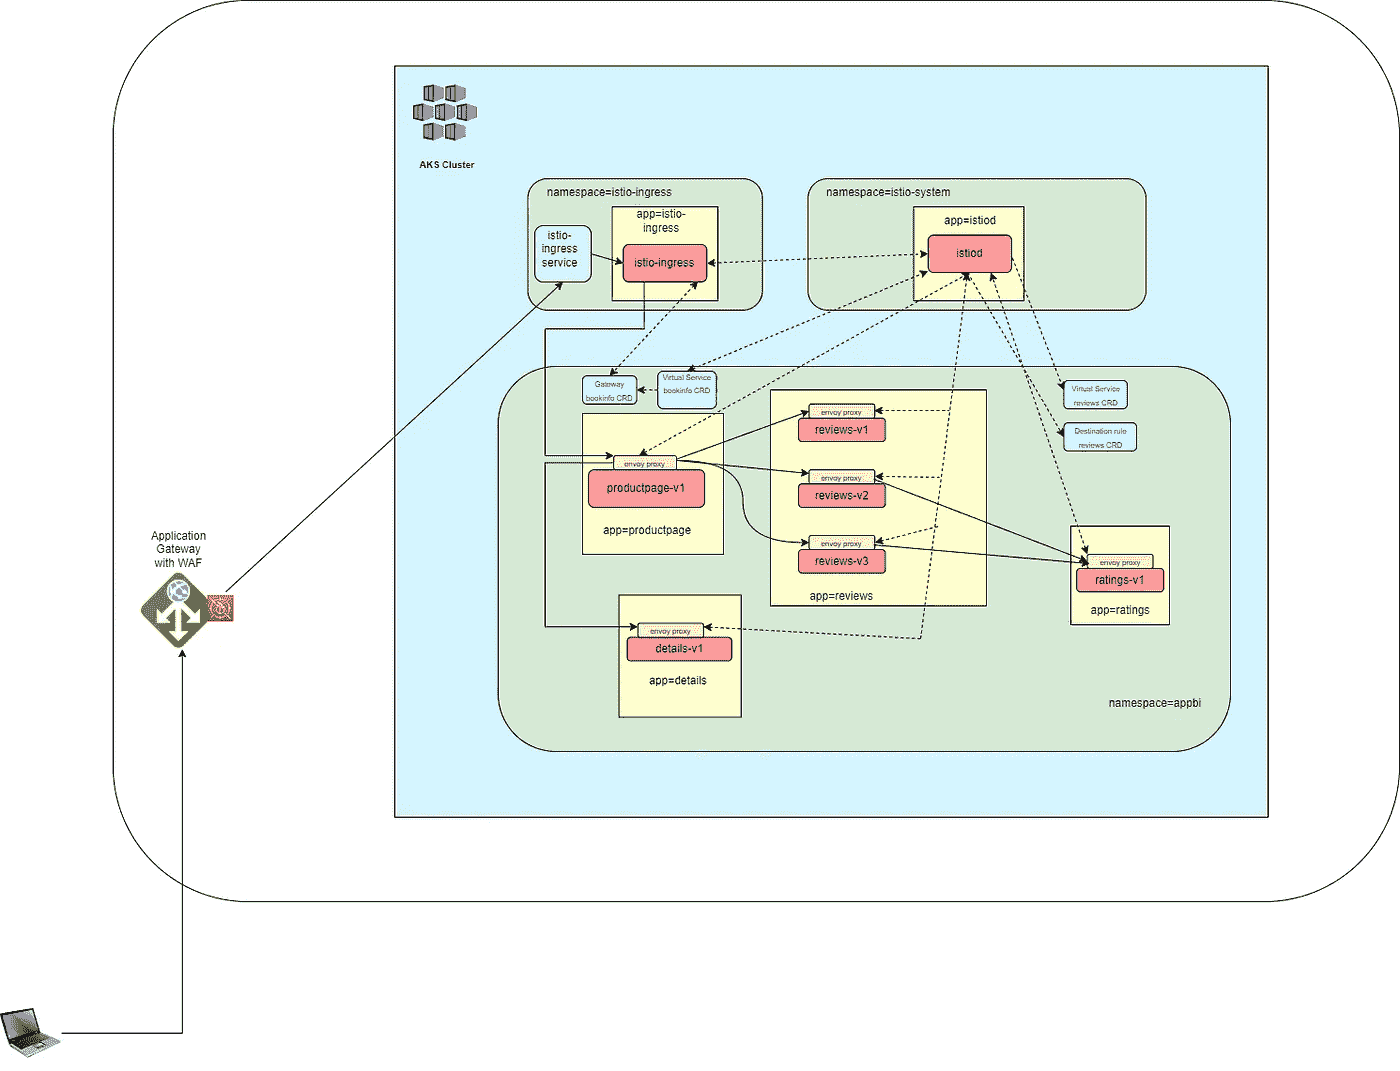 AKS Cluster
namespace=istio-ingress
app=istio-
ingress
istio-
ingress
service
istio-ingress
namespace=istio-system
app=istiod
istiod
Gateway
bookinfo CRD
Virtual Service
bookinfo CRD
Virtual Service
reviews CRD
Destination rule
reviews CRD
envoy proxy
productpage-v1
app=productpage
envoy proxy
reviews-v1
envoy proxy
reviews-v2
envoy proxy
reviews-v3
app=reviews
envoy proxy
ratings-v1
app=ratings
envoy proxy
details-v1
app=details
namespace=appbi
Application
Gateway
with WAF